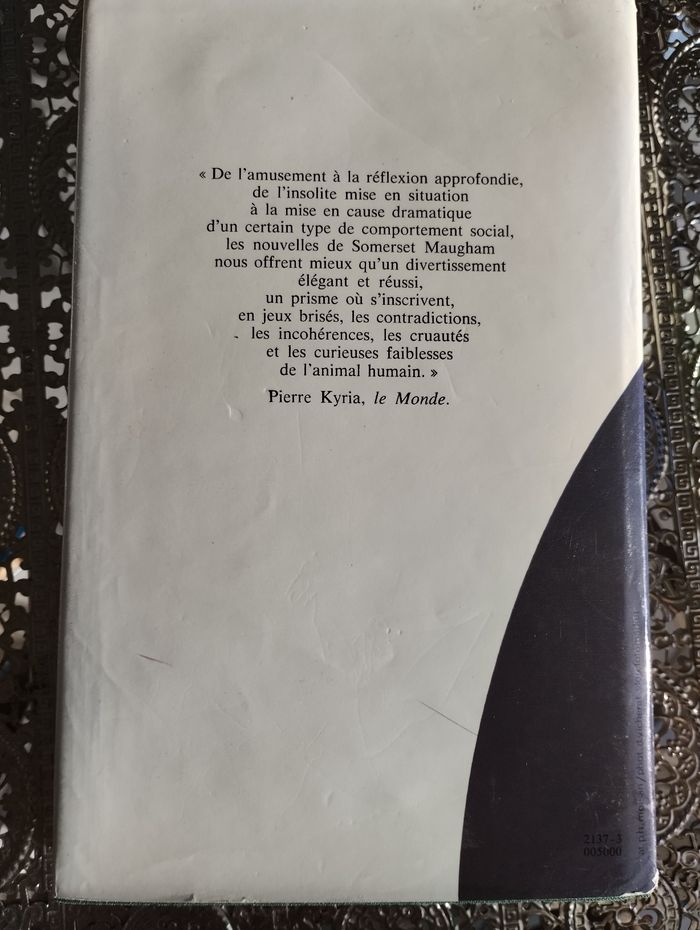 « De l'amusement à la réflexion approfondie,
de l'insolite mise en situation
à la mise en cause dramatique
d'un certain type de comportement social,
les nouvelles de Somerset Maugham
nous offrent mieux qu'un divertissement
élégant et réussi,
un prisme où s'inscrivent,
en jeux brisés, les contradictions,
les incohérences, les cruautés
et les curieuses faiblesses
de l'animal humain. »
Pierre Kyria, le Monde.
2137-3
005000